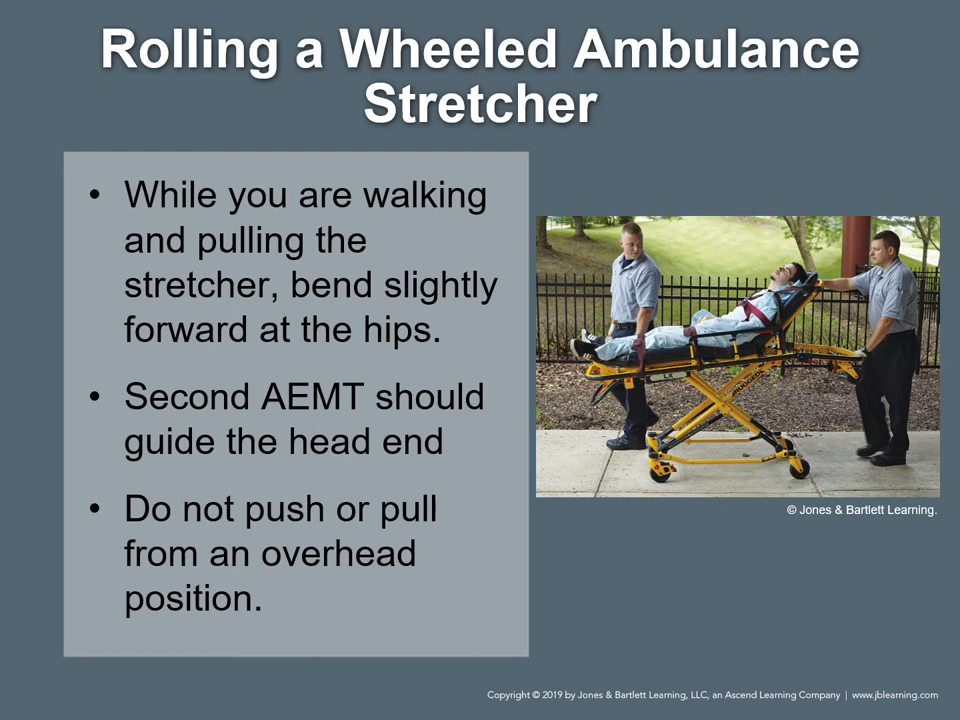 Rolling a Wheeled Ambulance
Stretcher
• While you are walking
and pulling the
stretcher, bend slightly
forward at the hips.
• Second AEMT should
guide the head end
• Do not push or pull
from an overhead
position.
© Jones & Bartlett Learning.
Copyright © 2019 by Jones & Bartlett Learning, LLC, an Ascend Learning Company | www.jblearning.com